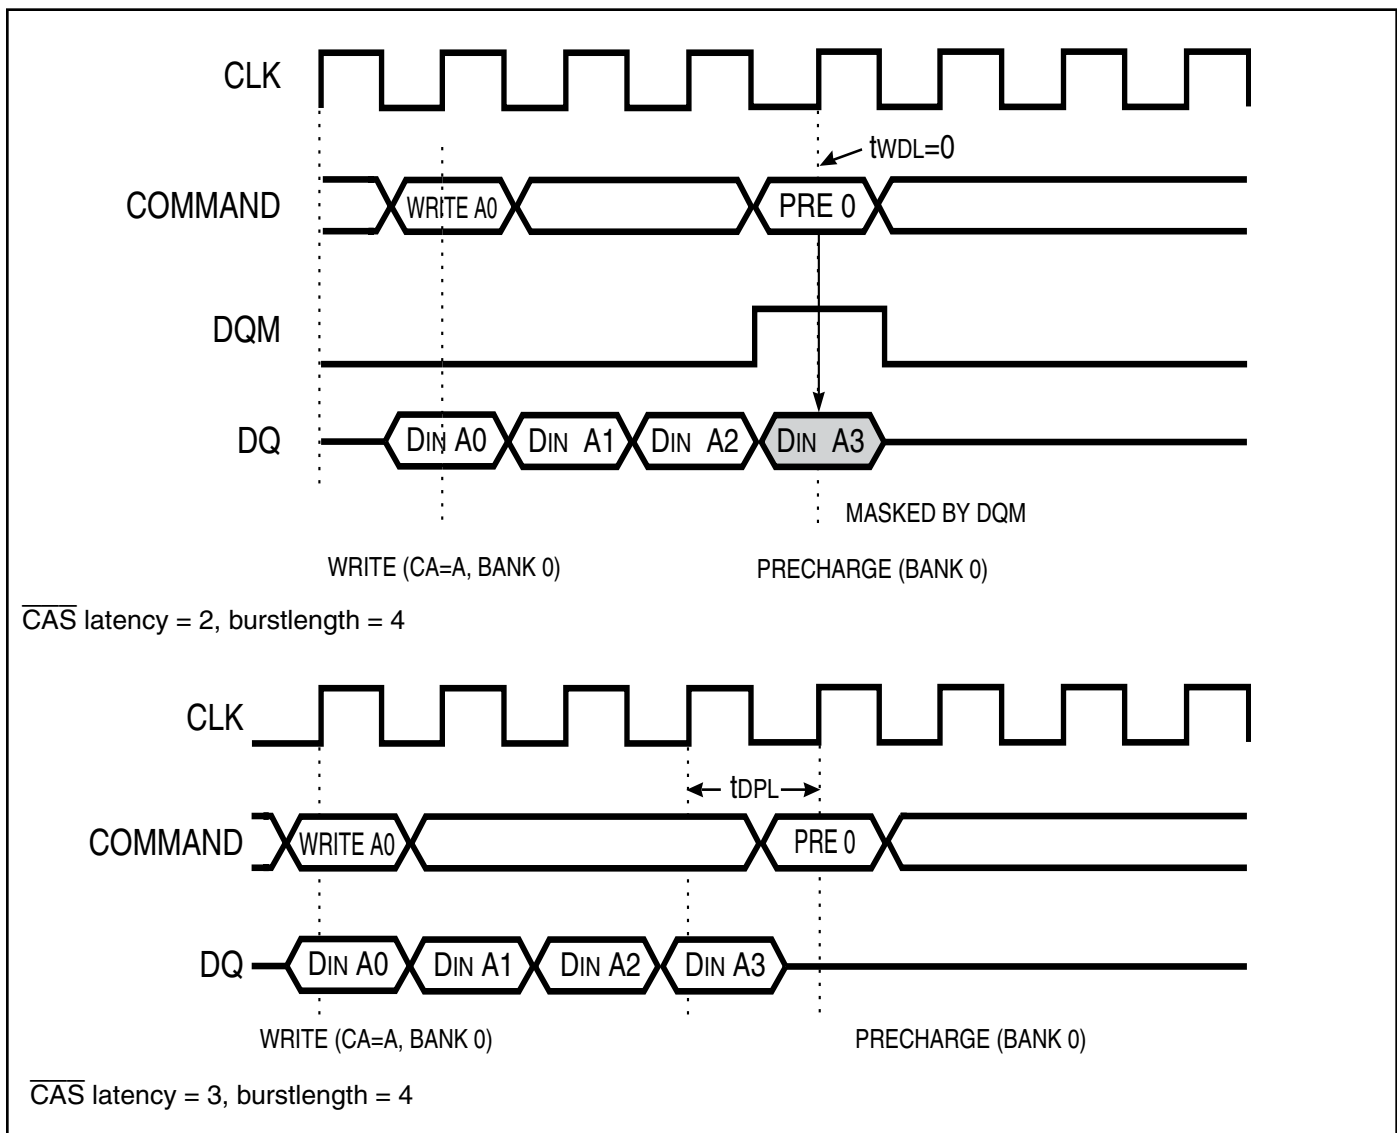 CLK
tWDL=0
COMMAND WRITE A0 PRE 0
DQM
DQ DIN A0 DIN A1 DIN A2 DIN A3
MASKED BY DQM
WRITE (CA=A, BANK 0) PRECHARGE (BANK 0)
CAS latency = 2, burstlength = 4
CLK
tDPL
COMMAND WRITE A0 PRE 0
DQ DIN A0 DIN A1 DIN A2 DIN A3
WRITE (CA=A, BANK 0) PRECHARGE (BANK 0)
CAS latency = 3, burstlength = 4